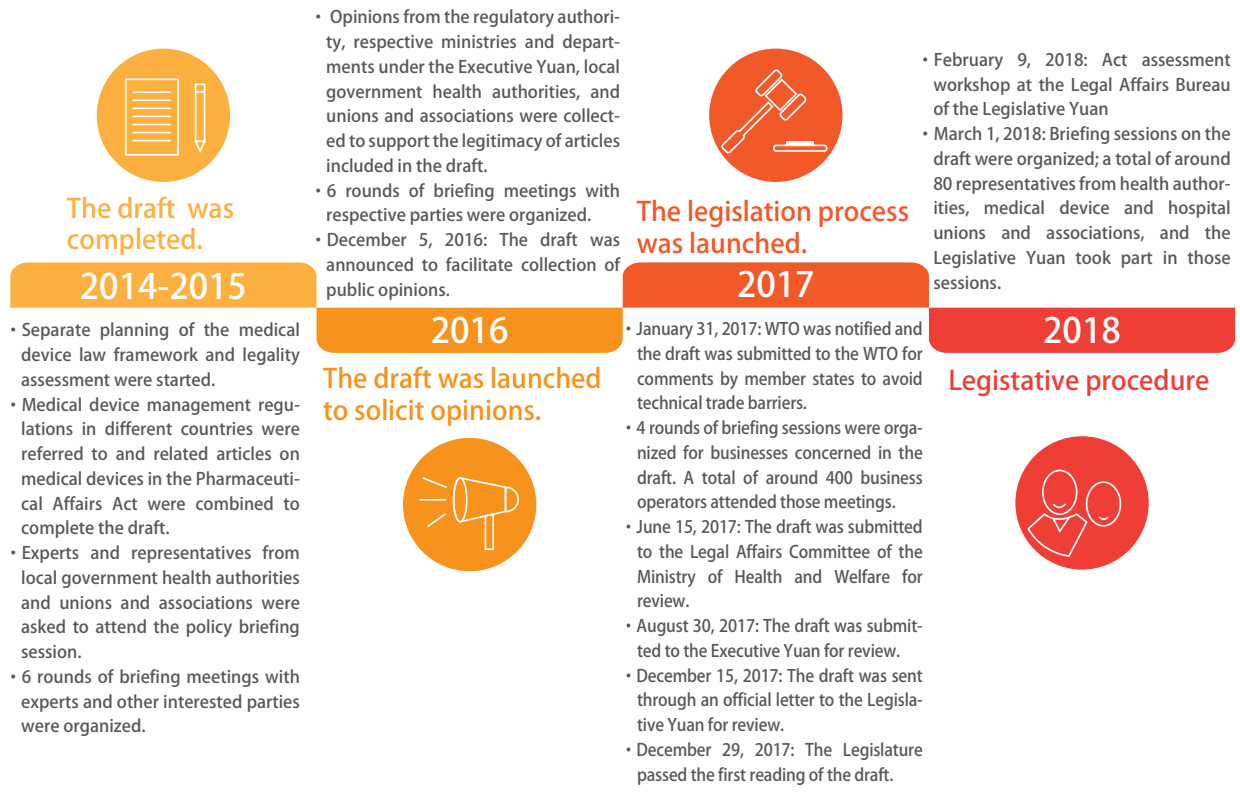 The draft was
completed.
2014-2015
• Separate planning of the medical
device law framework and legality
assessment were started.
• Medical device management regu-
lations in different countries were
referred to and related articles on
medical devices in the Pharmaceuti-
cal Affairs Act were combined to
complete the draft.
• Experts and representatives from
local government health authorities
and unions and associations were
asked to attend the policy briefing
session.
• 6 rounds of briefing meetings with
experts and other interested parties
were organized.
• Opinions from the regulatory authori-
ty, respective ministries and depart-
ments under the Executive Yuan, local
government health authorities, and
unions and associations were collect-
ed to support the legitimacy of articles
included in the draft.
• 6 rounds of briefing meetings with
respective parties were organized.
• December 5, 2016: The draft was
announced to facilitate collection of
public opinions.
2016
The draft was launched
to solicit opinions.
The legislation process
was launched.
2017
• January 31, 2017: WTO was notified and
the draft was submitted to the WTO for
comments by member states to avoid
technical trade barriers.
• 4 rounds of briefing sessions were orga-
nized for businesses concerned in the
draft. A total of around 400 business
operators attended those meetings.
• June 15, 2017: The draft was submitted
to the Legal Affairs Committee of the
Ministry of Health and Welfare for
review.
• August 30, 2017: The draft was submit-
ted to the Executive Yuan for review.
• December 15, 2017: The draft was sent
through an official letter to the Legisla-
tive Yuan for review.
• December 29, 2017: The Legislature
passed the first reading of the draft.
• February 9, 2018: Act assessment
workshop at the Legal Affairs Bureau
of the Legislative Yuan
• March 1, 2018: Briefing sessions on the
draft were organized; a total of around
80 representatives from health author-
ities, medical device and hospital
unions and associations, and the
Legislative Yuan took part in those
sessions.
2018
Legistative procedure